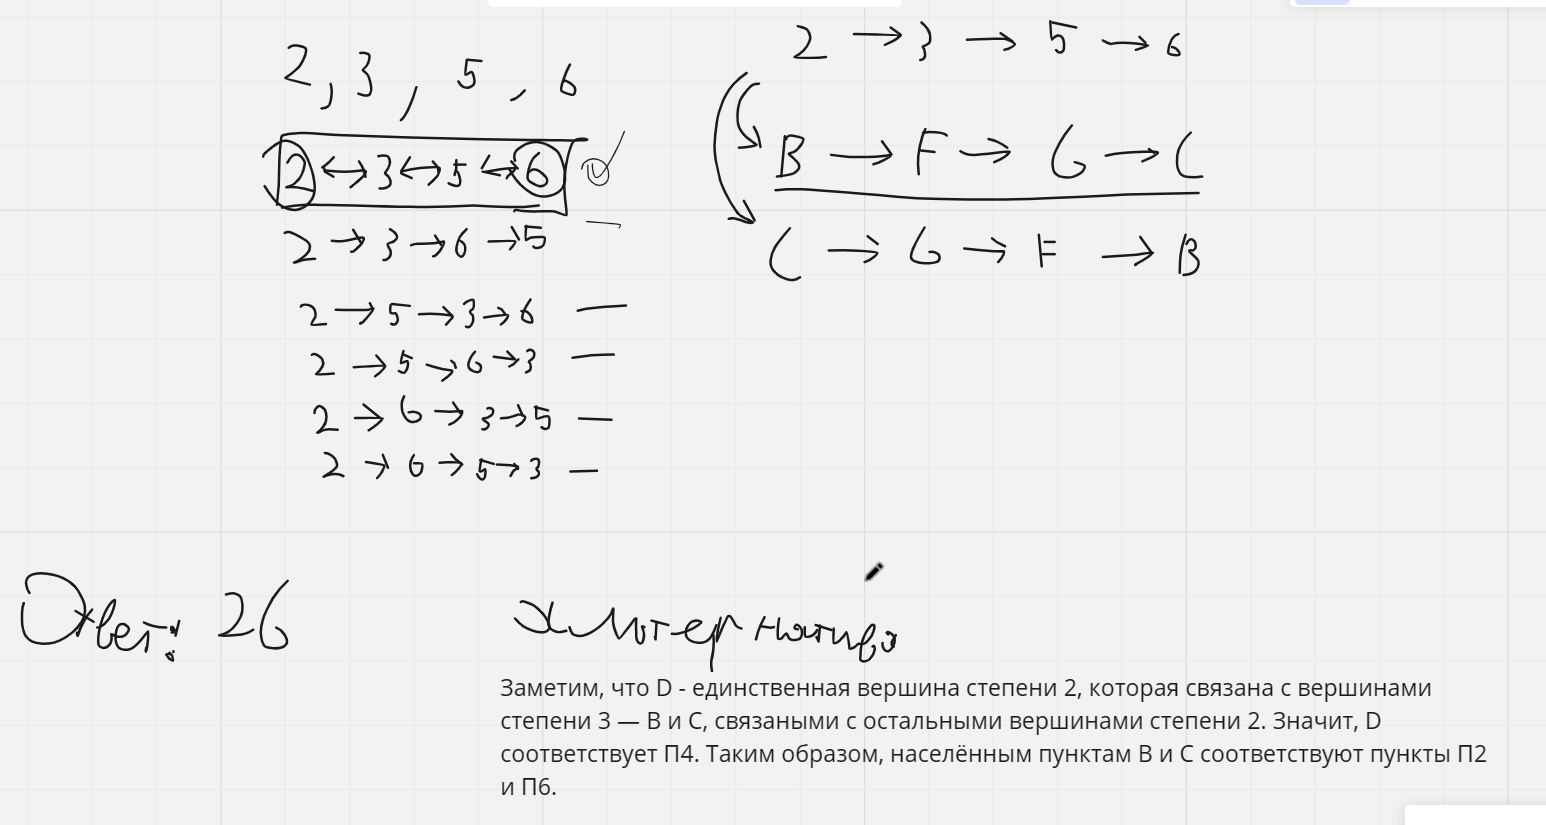 2, 3, 5, 6
2 ↔ 3 ↔ 5 ↔ 6
2 → 3 → 6 → 5 —
2 → 5 → 3 → 6 —
2 → 5 → 6 → 3 —
2 → 6 → 3 → 5 —
2 → 6 → 5 → 3 —
2 → 3 → 5 → 6
B → F → G → C
C → G → F → B
Ответ: 26
Альтернатива
Заметим, что D - единственная вершина степени 2, которая связана с вершинами
степени 3 — B и C, связаными с остальными вершинами степени 2. Значит, D
соответствует П4. Таким образом, населённым пунктам B и C соответствуют пункты П2
и П6.